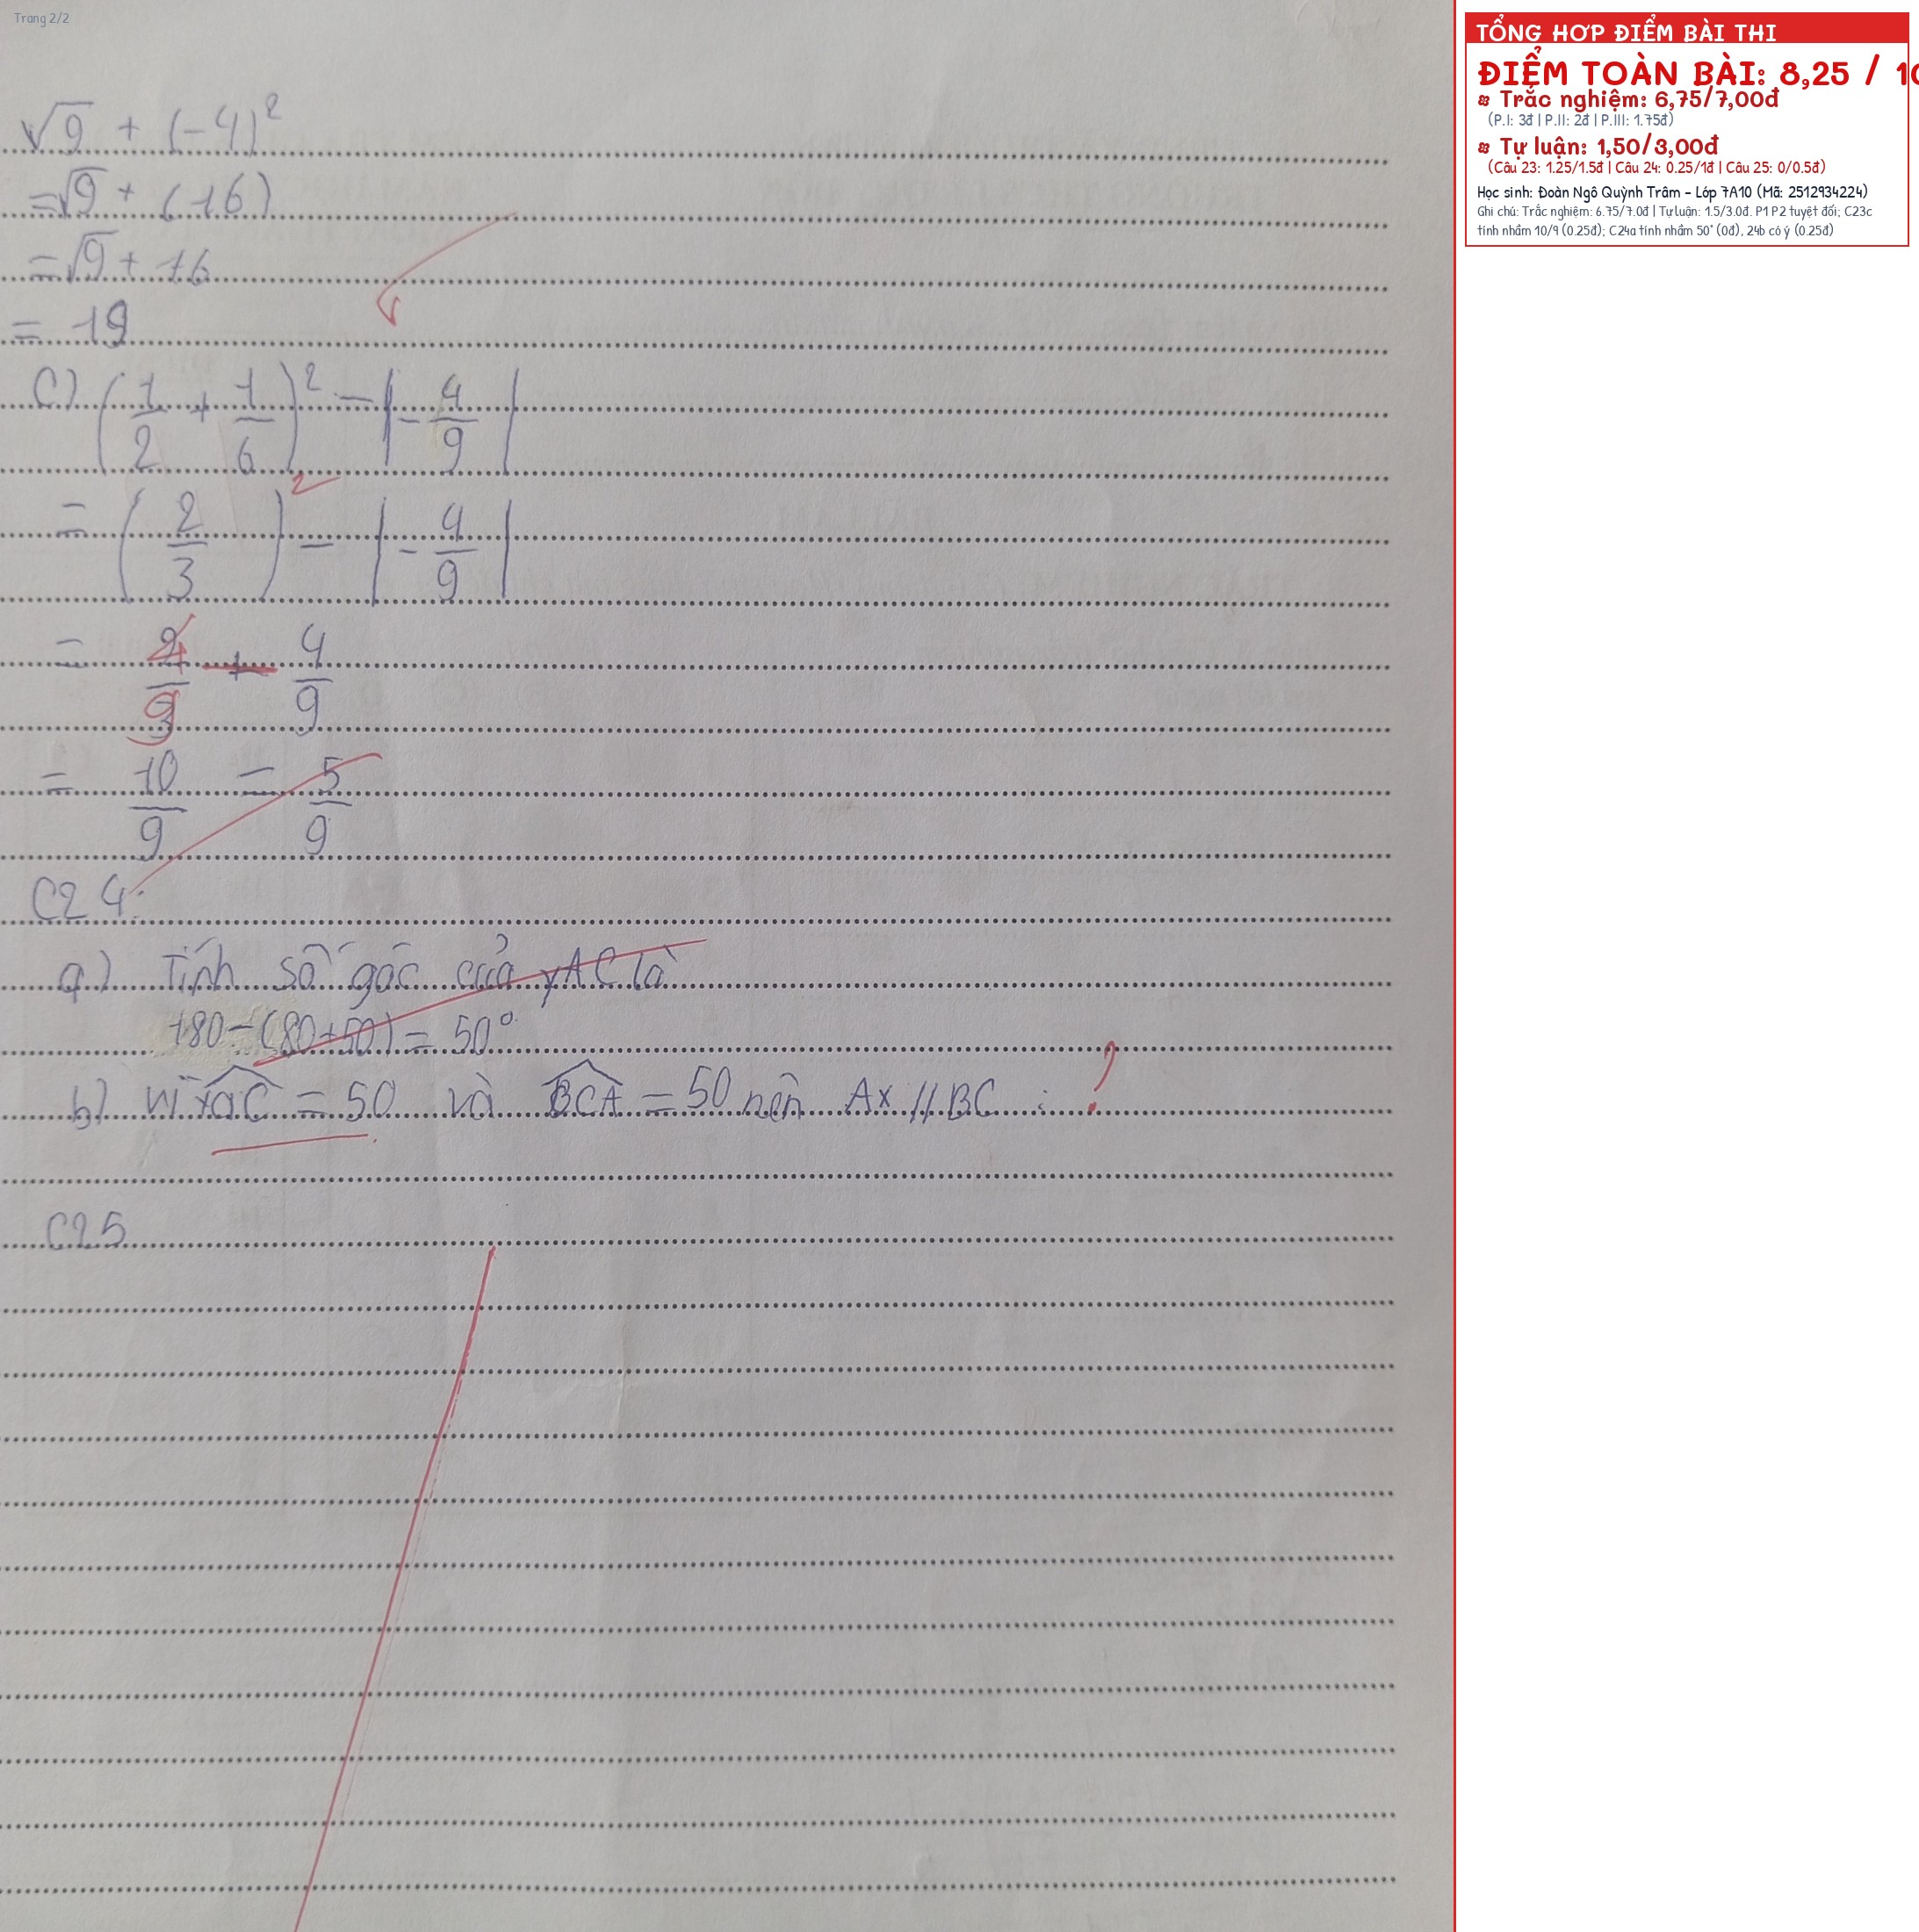 Trang 2/2
√9 + (-4)²
= √9 + (16)
= √9 + 16
= 19
C) (1/2 + 1/6)² - |-4/9|
= (2/3)² - |-4/9|
= 4/9 + 4/9
= 10/9 = 5/9
C24:
a) Tính số góc của yAC là
180-(80+50) = 50°
b) Vì xaC = 50 và BCA = 50 nên Ax // BC : ?
C25
TỔNG HỢP ĐIỂM BÀI THI
ĐIỂM TOÀN BÀI: 8,25 / 10
Trắc nghiệm: 6,75/7,00đ
(P.I: 3đ | P.II: 2đ | P.III: 1.75đ)
Tự luận: 1,50/3,00đ
(Câu 23: 1.25/1.5đ | Câu 24: 0.25/1đ | Câu 25: 0/0.5đ)
Học sinh: Đoàn Ngô Quỳnh Trâm - Lớp 7A10 (Mã: 2512934224)
Ghi chú: Trắc nghiệm: 6.75/7.0đ | Tự luận: 1.5/3.0đ. P1 P2 tuyệt đối; C23c
tính nhầm 10/9 (0.25đ); C24a tính nhầm 50° (0đ), 24b có ý (0.25đ)